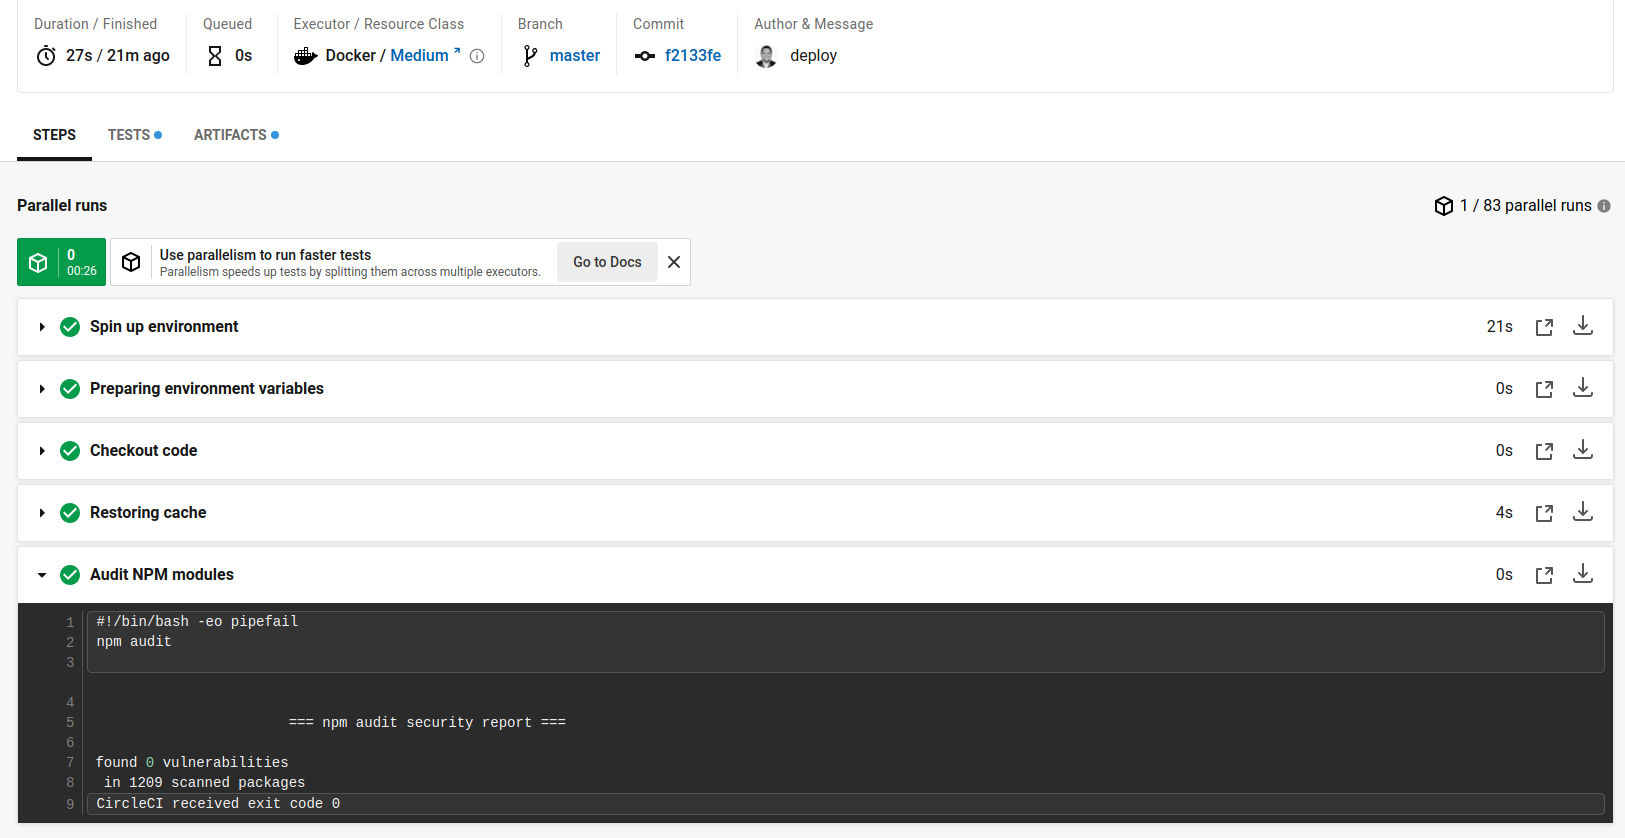 Duration / Finished
27s / 21m ago
Queued
0s
Executor / Resource Class
Docker / Medium
Branch
master
Commit
f2133fe
Author & Message
deploy
STEPS
TESTS
ARTIFACTS
Parallel runs
1 / 83 parallel runs
0
00:26
Use parallelism to run faster tests
Parallelism speeds up tests by splitting them across multiple executors.
Go to Docs
Spin up environment
21s
Preparing environment variables
0s
Checkout code
0s
Restoring cache
4s
Audit NPM modules
0s
1 #!/bin/bash -eo pipefail
2 npm audit
3
4
5 === npm audit security report ===
6
7 found 0 vulnerabilities
8 in 1209 scanned packages
9 CircleCI received exit code 0